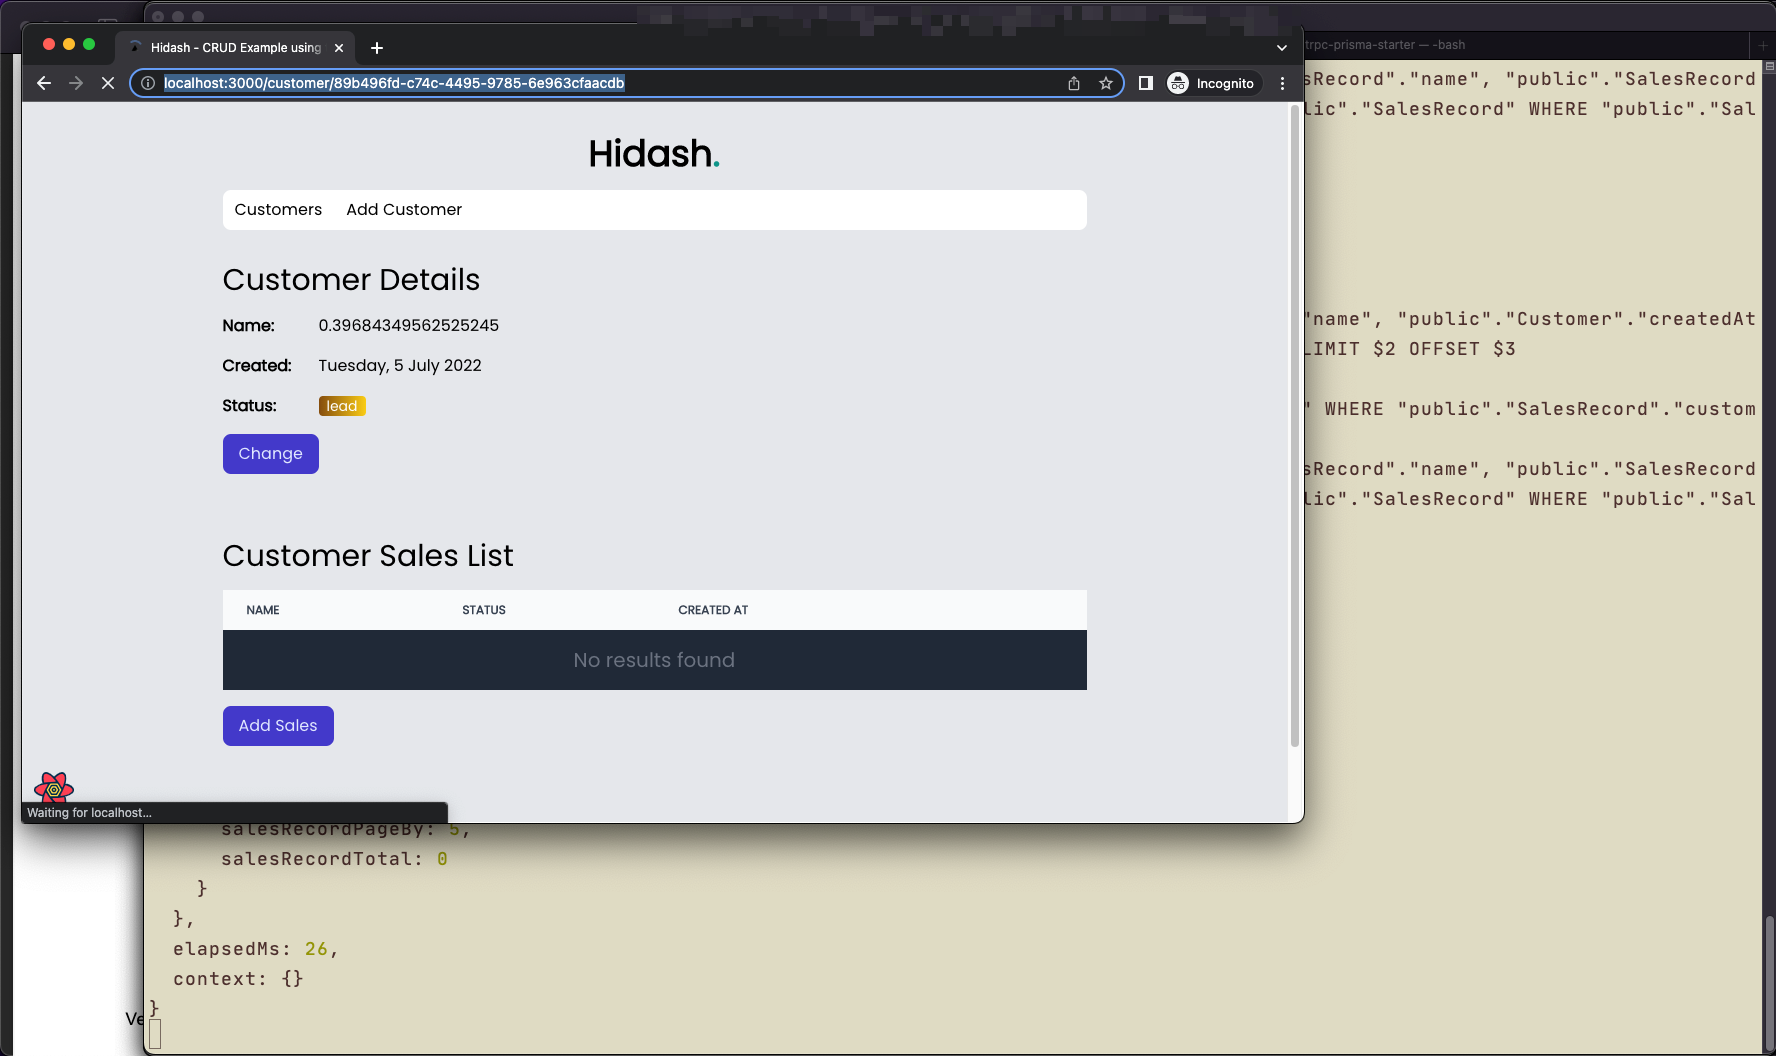 Hidash - CRUD Example using
localhost:3000/customer/89b496fd-c74c-4495-9785-6e963cfaacdb
Incognito
Hidash.
Customers Add Customer
Customer Details
Name: 0.39684349562525245
Created: Tuesday, 5 July 2022
Status: lead
Change
Customer Sales List
NAME STATUS CREATED AT
No results found
Add Sales
Waiting for localhost...
trpc-prisma-starter — -bash
sRecord"."name", "public"."SalesRecord
lic"."SalesRecord" WHERE "public"."Sal
"name", "public"."Customer"."createdAt
LIMIT $2 OFFSET $3
" WHERE "public"."SalesRecord"."custom
sRecord"."name", "public"."SalesRecord
lic"."SalesRecord" WHERE "public"."Sal
salesRecordPageBy: 5,
salesRecordTotal: 0
}
},
elapsedMs: 26,
context: {}
}
Ve